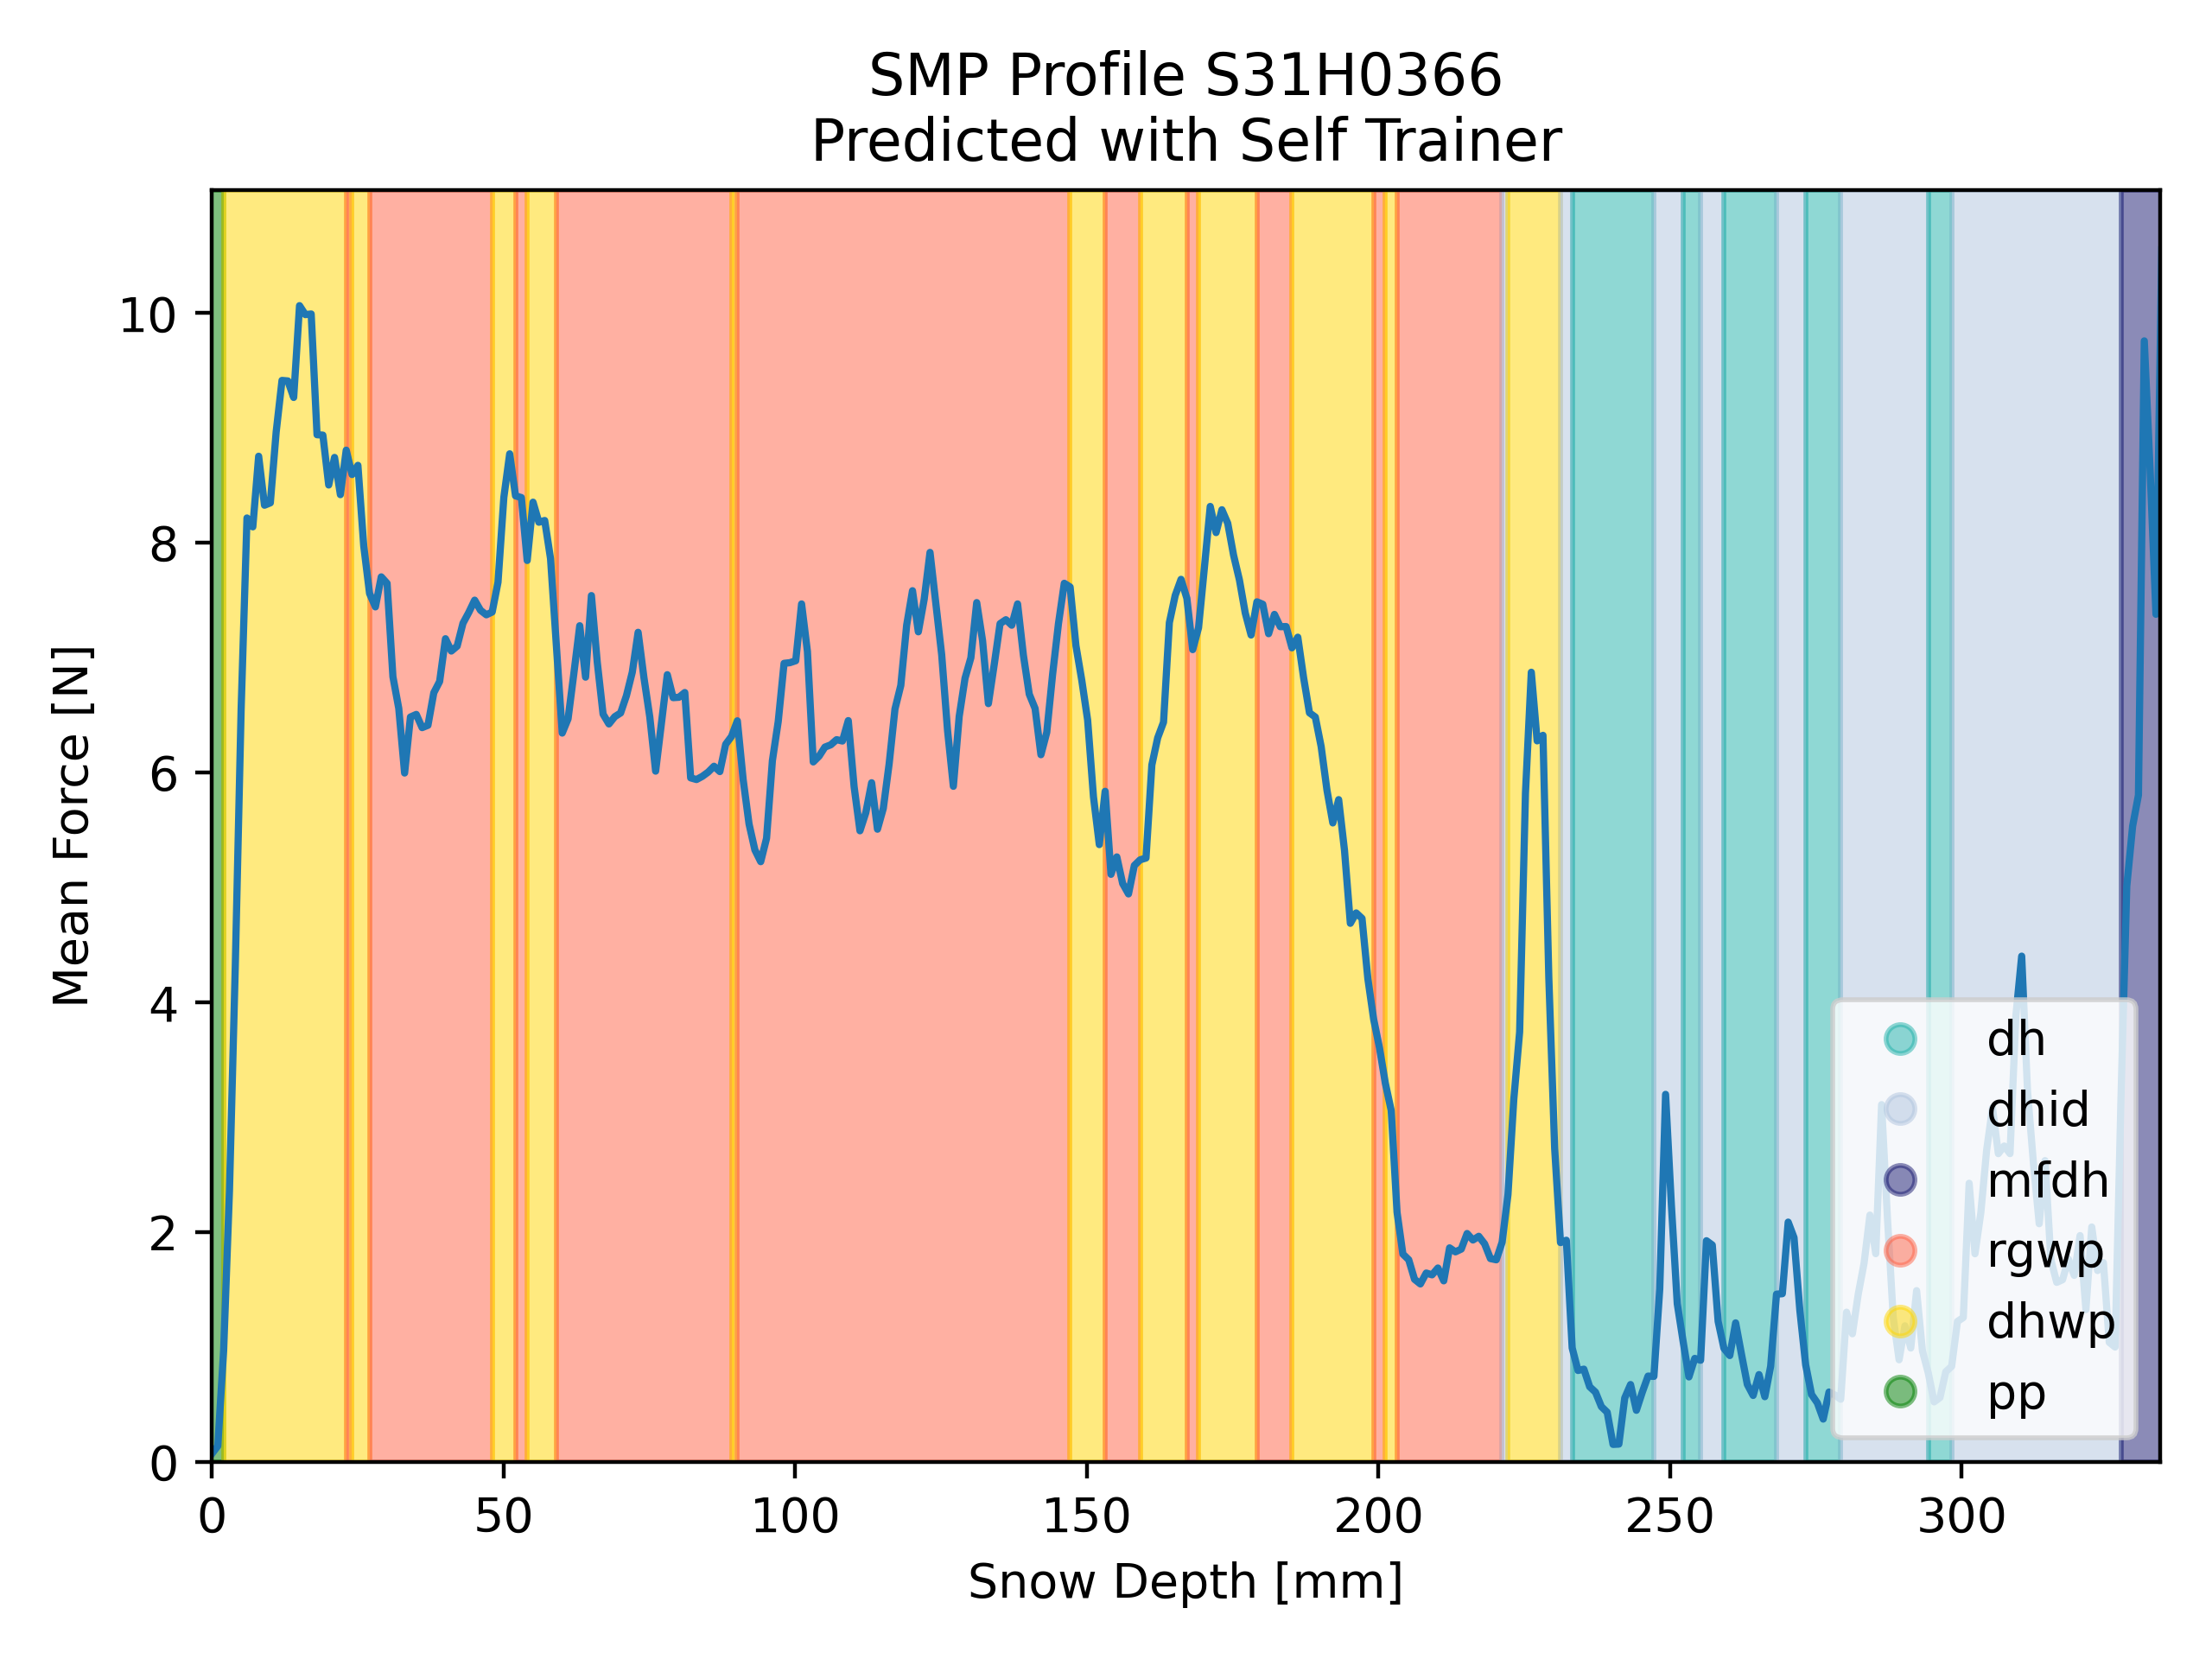 SMP Profile S31H0366
Predicted with Self Trainer
Mean Force [N]
10
8
6
4
2
0
0 50 100 150 200 250 300
Snow Depth [mm]
dh
dhid
mfdh
rgwp
dhwp
pp